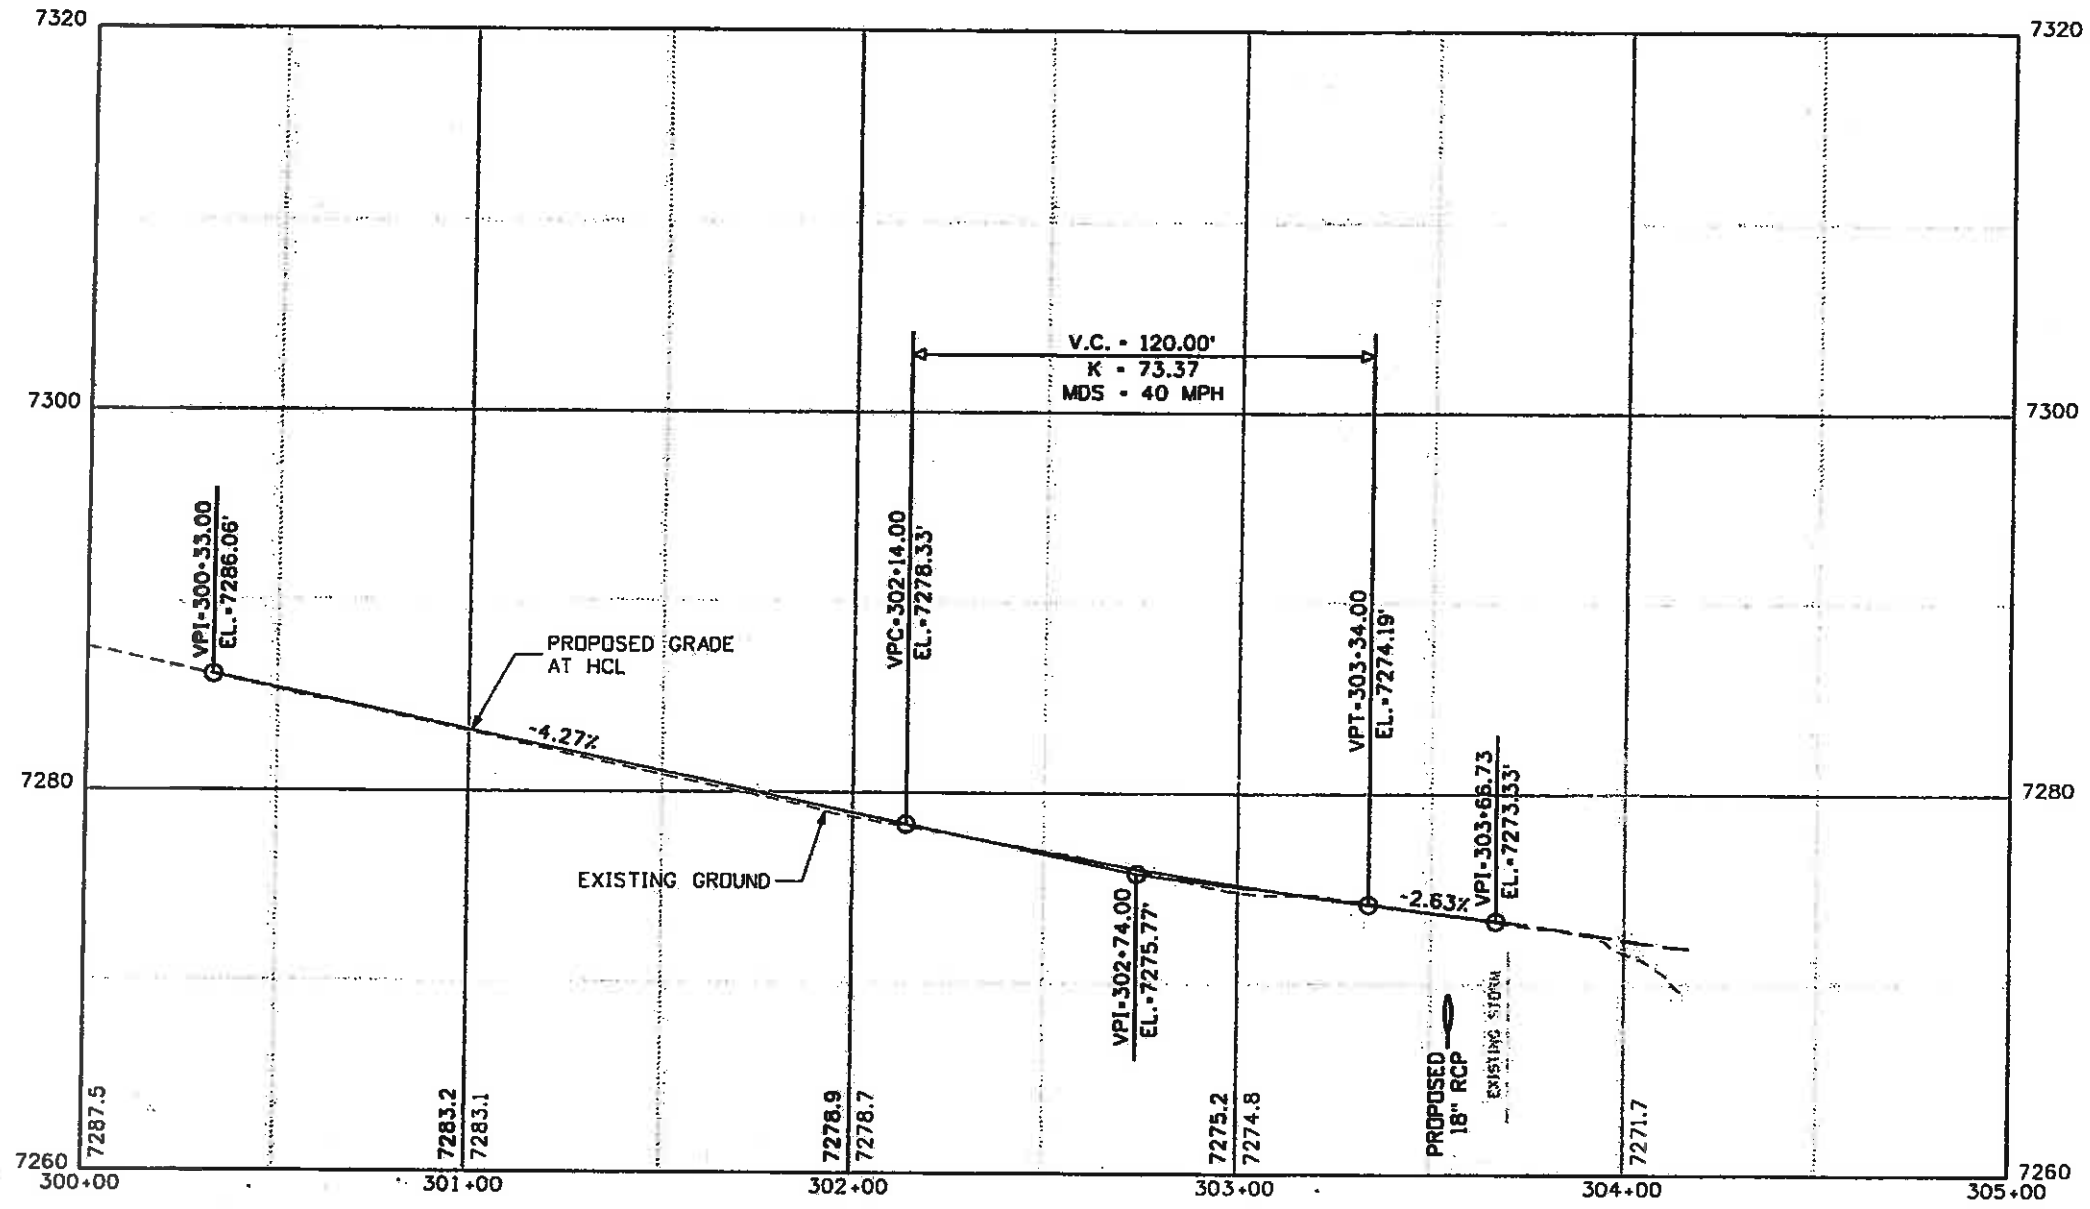 7320
7320
V.C. = 120.00'
K = 73.37
MDS = 40 MPH
7300
7300
VPI=300+33.00
EL.=7286.06'
VPC=302+14.00
EL.=7278.33'
VPT=303+34.00
EL.=7274.19'
PROPOSED GRADE
AT HCL
-4.27%
VPI=303+66.73
EL.=7273.33'
7280
7280
EXISTING GROUND
-2.63%
VPI=302+74.00
EL.=7275.77'
PROPOSED
18" RCP
EXISTING STORM
7287.5
7283.2
7283.1
7278.9
7278.7
7275.2
7274.8
7271.7
7260
7260
300+00
301+00
302+00
303+00
304+00
305+00